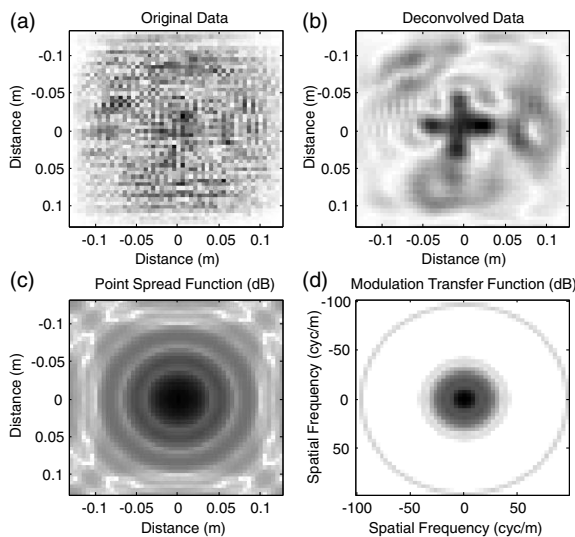 (a) Original Data
-0.1
-0.05
0
0.05
0.1
Distance (m)
-0.1 -0.05 0 0.05 0.1
Distance (m)
(b) Deconvolved Data
-0.1
-0.05
0
0.05
0.1
Distance (m)
-0.1 -0.05 0 0.05 0.1
Distance (m)
(c) Point Spread Function (dB)
-0.1
-0.05
0
0.05
0.1
Distance (m)
-0.1 -0.05 0 0.05 0.1
Distance (m)
(d) Modulation Transfer Function (dB)
-100
-50
0
50
Spatial Frequency (cyc/m)
-100 -50 0 50
Spatial Frequency (cyc/m)